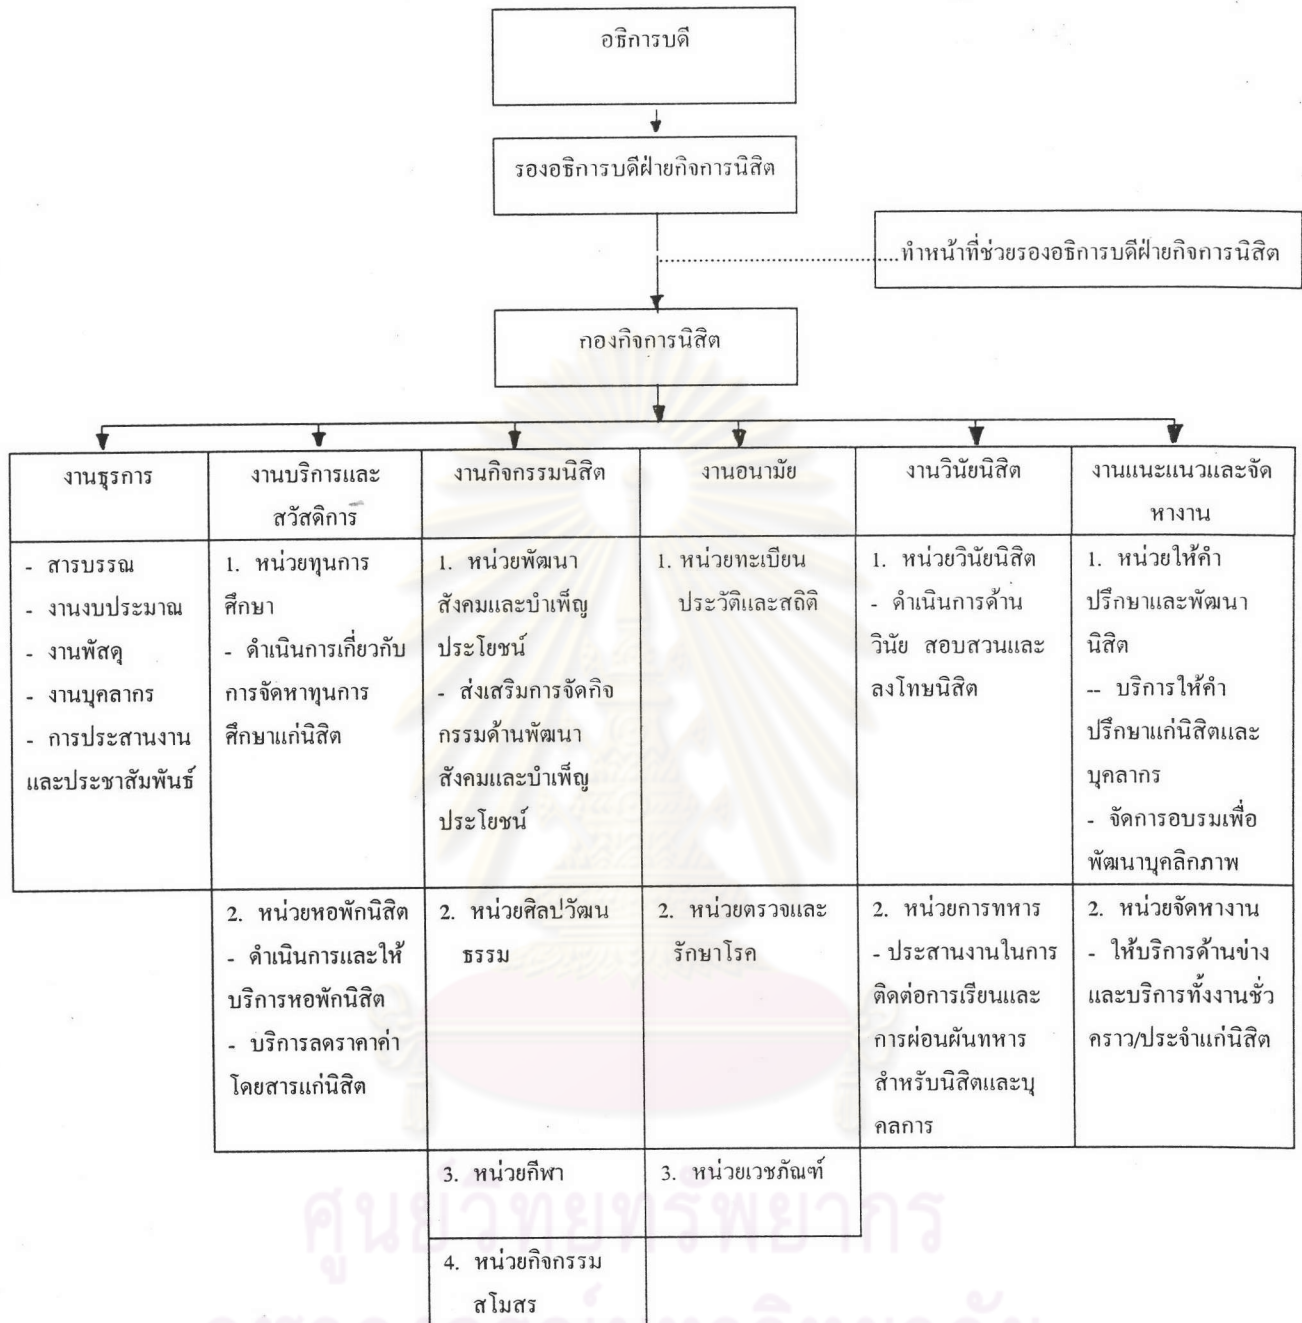 อธิการบดี
รองอธิการบดีฝ่ายกิจการนิสิต
ทำหน้าที่ช่วยรองอธิการบดีฝ่ายกิจการนิสิต
กองกิจการนิสิต
งานธุรการ
- สารบรรณ
- งานงบประมาณ
- งานพัสดุ
- งานบุคลากร
- การประสานงาน
และประชาสัมพันธ์
งานบริการและ
สวัสดิการ
1. หน่วยทุนการ
ศึกษา
- ดำเนินการเกี่ยวกับ
การจัดหาทุนการ
ศึกษาแก่นิสิต
2. หน่วยหอพักนิสิต
- ดำเนินการและให้
บริการหอพักนิสิต
- บริการลดราคาค่า
โดยสารแก่นิสิต
งานกิจกรรมนิสิต
1. หน่วยพัฒนา
สังคมและบำเพ็ญ
ประโยชน์
- ส่งเสริมการจัดกิจ
กรรมด้านพัฒนา
สังคมและบำเพ็ญ
ประโยชน์
2. หน่วยศิลปวัฒน
ธรรม
3. หน่วยกีฬา
4. หน่วยกิจกรรม
สโมสร
งานอนามัย
1. หน่วยทะเบียน
ประวัติและสถิติ
2. หน่วยตรวจและ
รักษาโรค
3. หน่วยเวชภัณฑ์
งานวินัยนิสิต
1. หน่วยวินัยนิสิต
- ดำเนินการด้าน
วินัย สอบสวนและ
ลงโทษนิสิต
2. หน่วยการทหาร
- ประสานงานในการ
ติดต่อการเรียนและ
การผ่อนผันทหาร
สำหรับนิสิตและบุ
คลการ
งานแนะแนวและจัด
หางาน
1. หน่วยให้คำ
ปรึกษาและพัฒนา
นิสิต
-- บริการให้คำ
ปรึกษาแก่นิสิตและ
บุคลากร
- จัดการอบรมเพื่อ
พัฒนาบุคลิกภาพ
2. หน่วยจัดหางาน
- ให้บริการด้านข่าง
และบริการทั้งงานชั่ว
คราว/ประจำแก่นิสิต
ศูนย์วิทยทรัพยากร